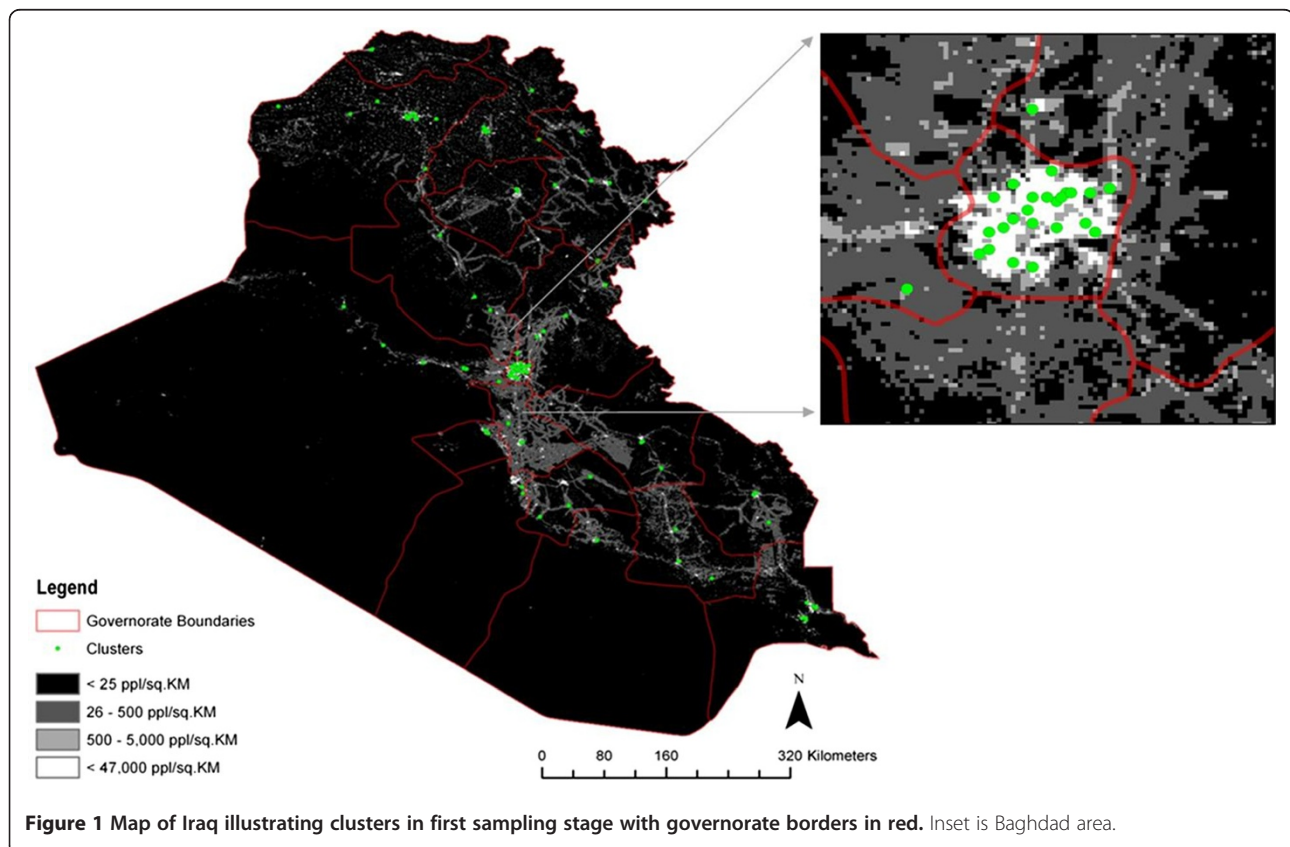 Legend
Governorate Boundaries
Clusters
< 25 ppl/sq.KM
26 - 500 ppl/sq.KM
500 - 5,000 ppl/sq.KM
< 47,000 ppl/sq.KM
N
0 80 160 320 Kilometers
Figure 1 Map of Iraq illustrating clusters in first sampling stage with governorate borders in red. Inset is Baghdad area.